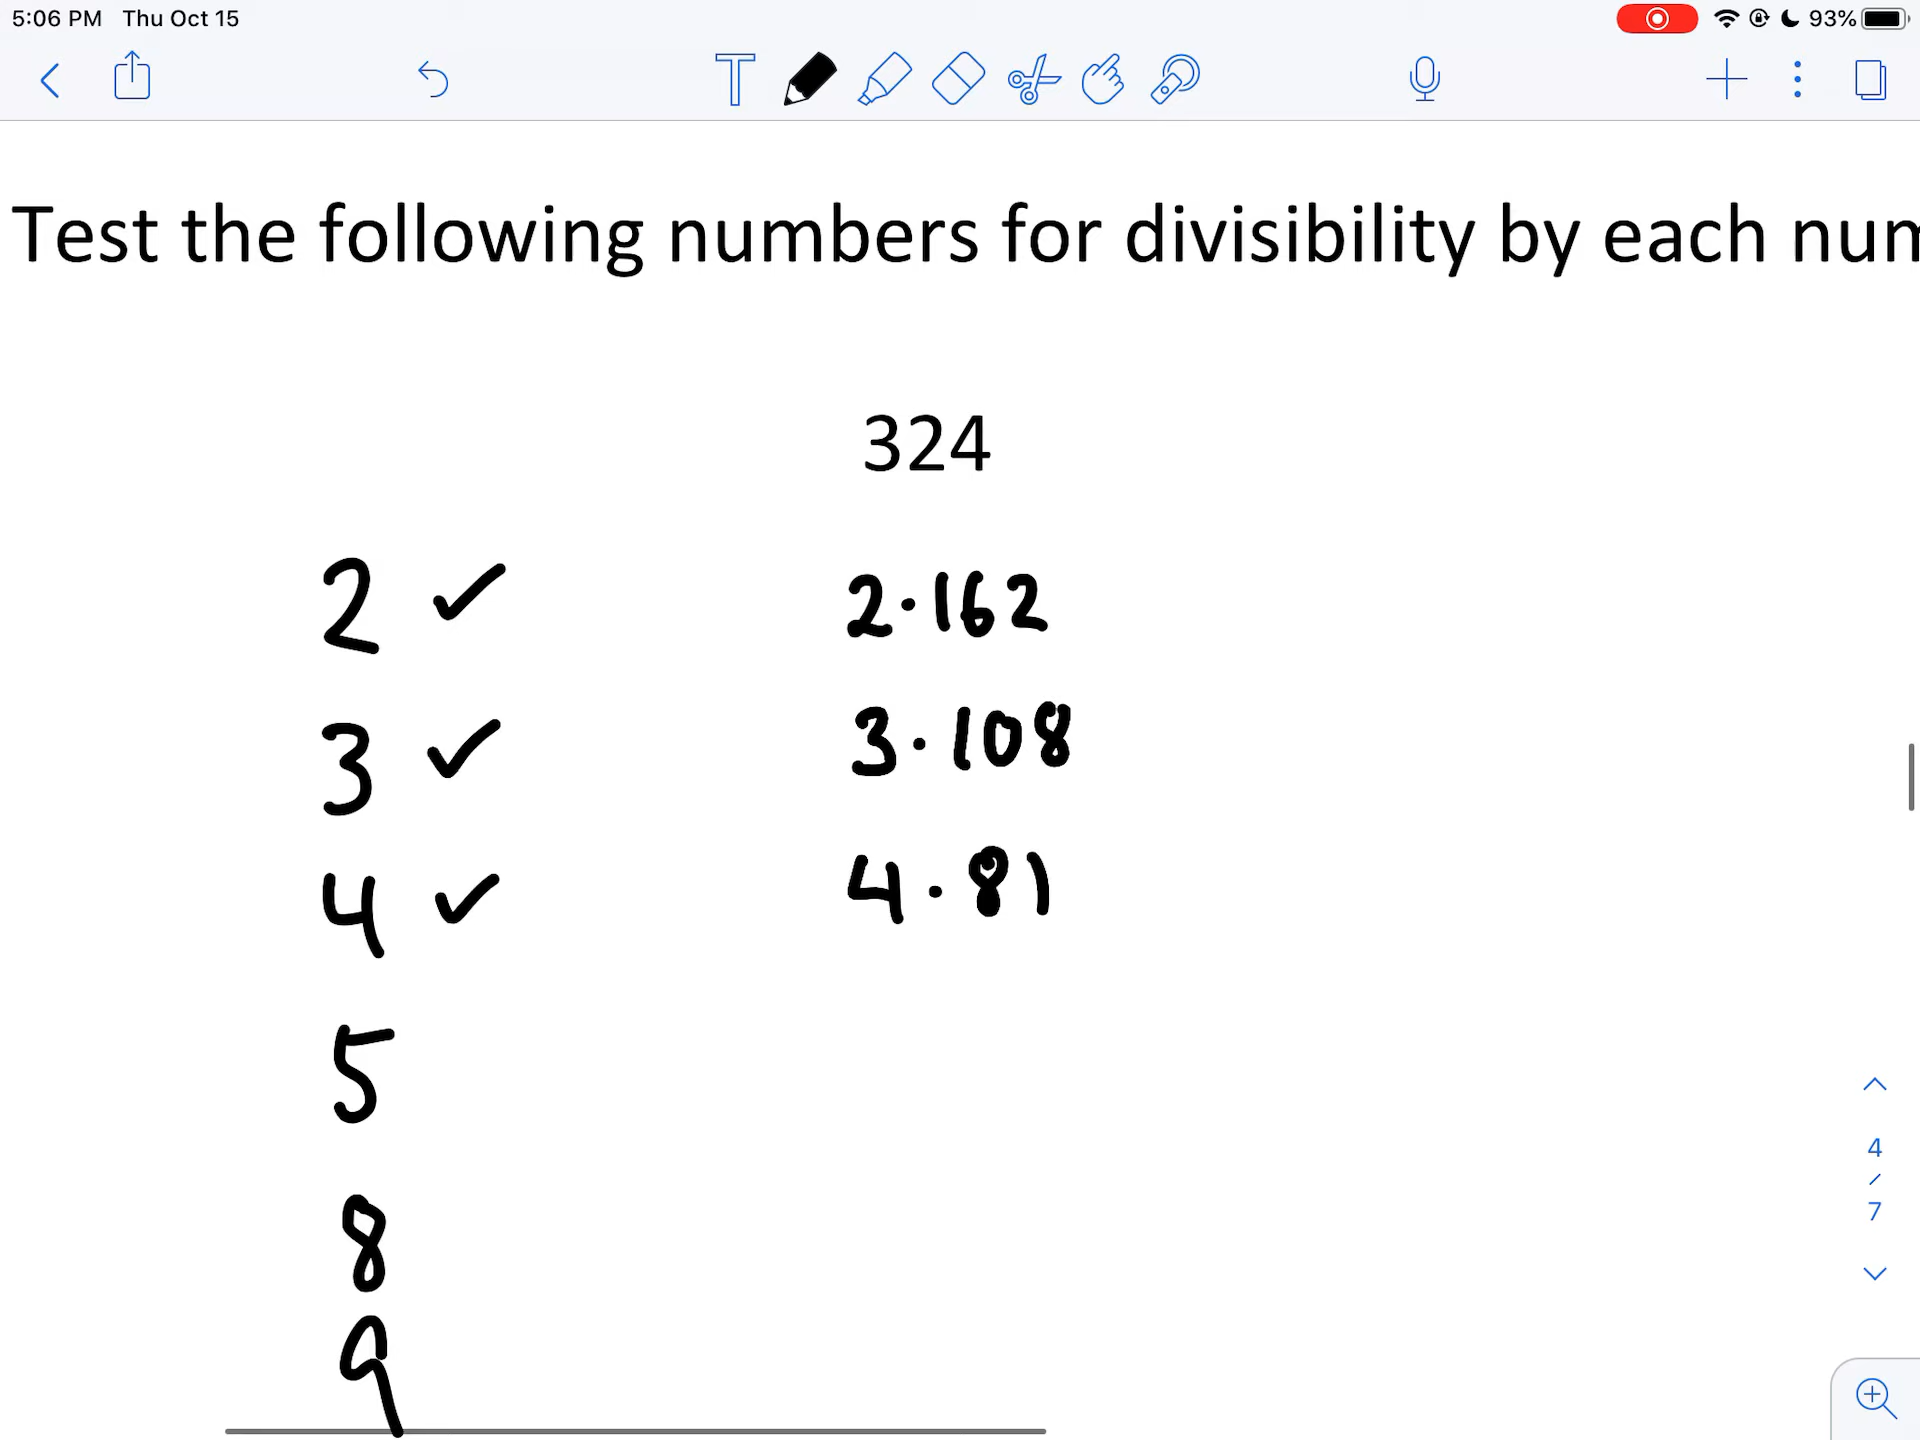 5:06 PM Thu Oct 15 93%
T
Test the following numbers for divisibility by each num
324
2 ✓ 2·162
3 ✓ 3·108
4 ✓ 4·81
5
8
9
4
/
7